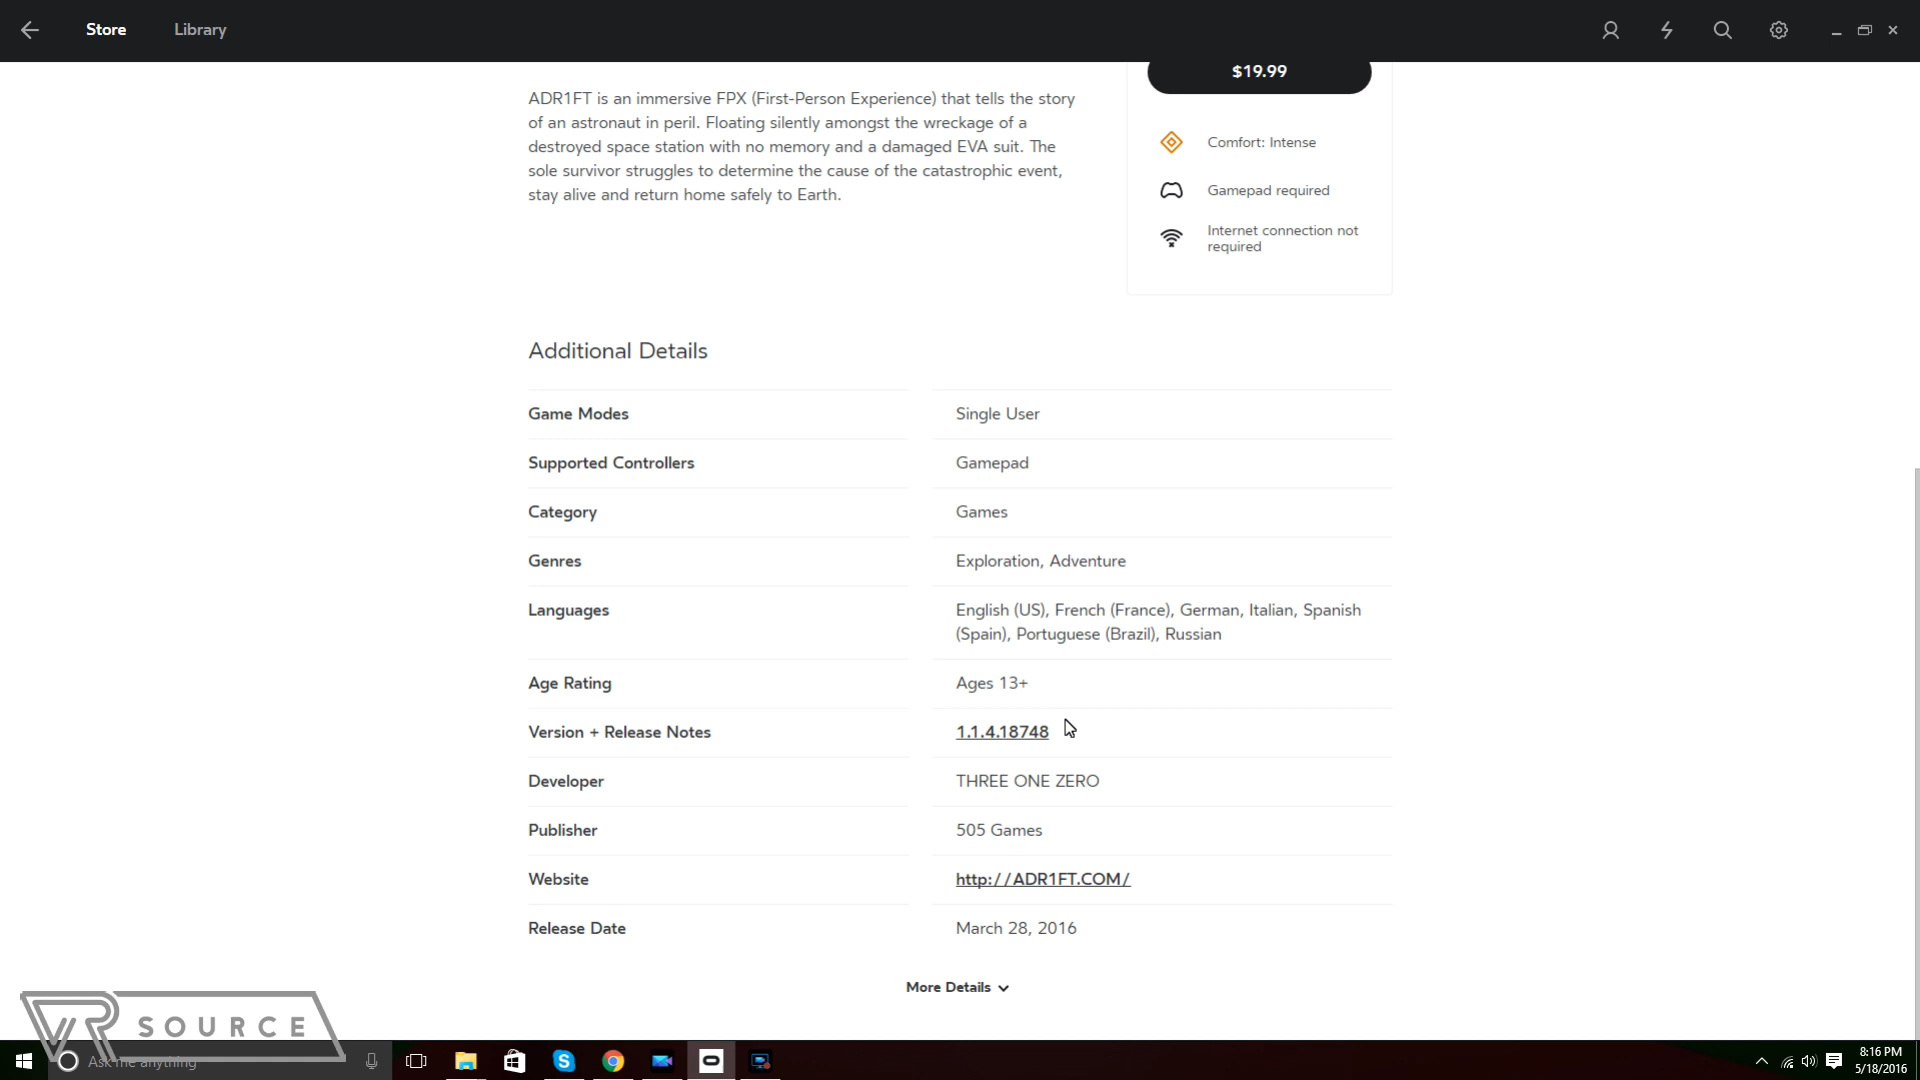 Store
Library
$19.99
ADR1FT is an immersive FPX (First-Person Experience) that tells the story
of an astronaut in peril. Floating silently amongst the wreckage of a
destroyed space station with no memory and a damaged EVA suit. The
sole survivor struggles to determine the cause of the catastrophic event,
stay alive and return home safely to Earth.
Comfort: Intense
Gamepad required
Internet connection not
required
Additional Details
Game Modes
Single User
Supported Controllers
Gamepad
Category
Games
Genres
Exploration, Adventure
Languages
English (US), French (France), German, Italian, Spanish
(Spain), Portuguese (Brazil), Russian
Age Rating
Ages 13+
Version + Release Notes
1.1.4.18748
Developer
THREE ONE ZERO
Publisher
505 Games
Website
http://ADR1FT.COM/
Release Date
March 28, 2016
More Details
VR SOURCE
Ask me anything
8:16 PM
5/18/2016